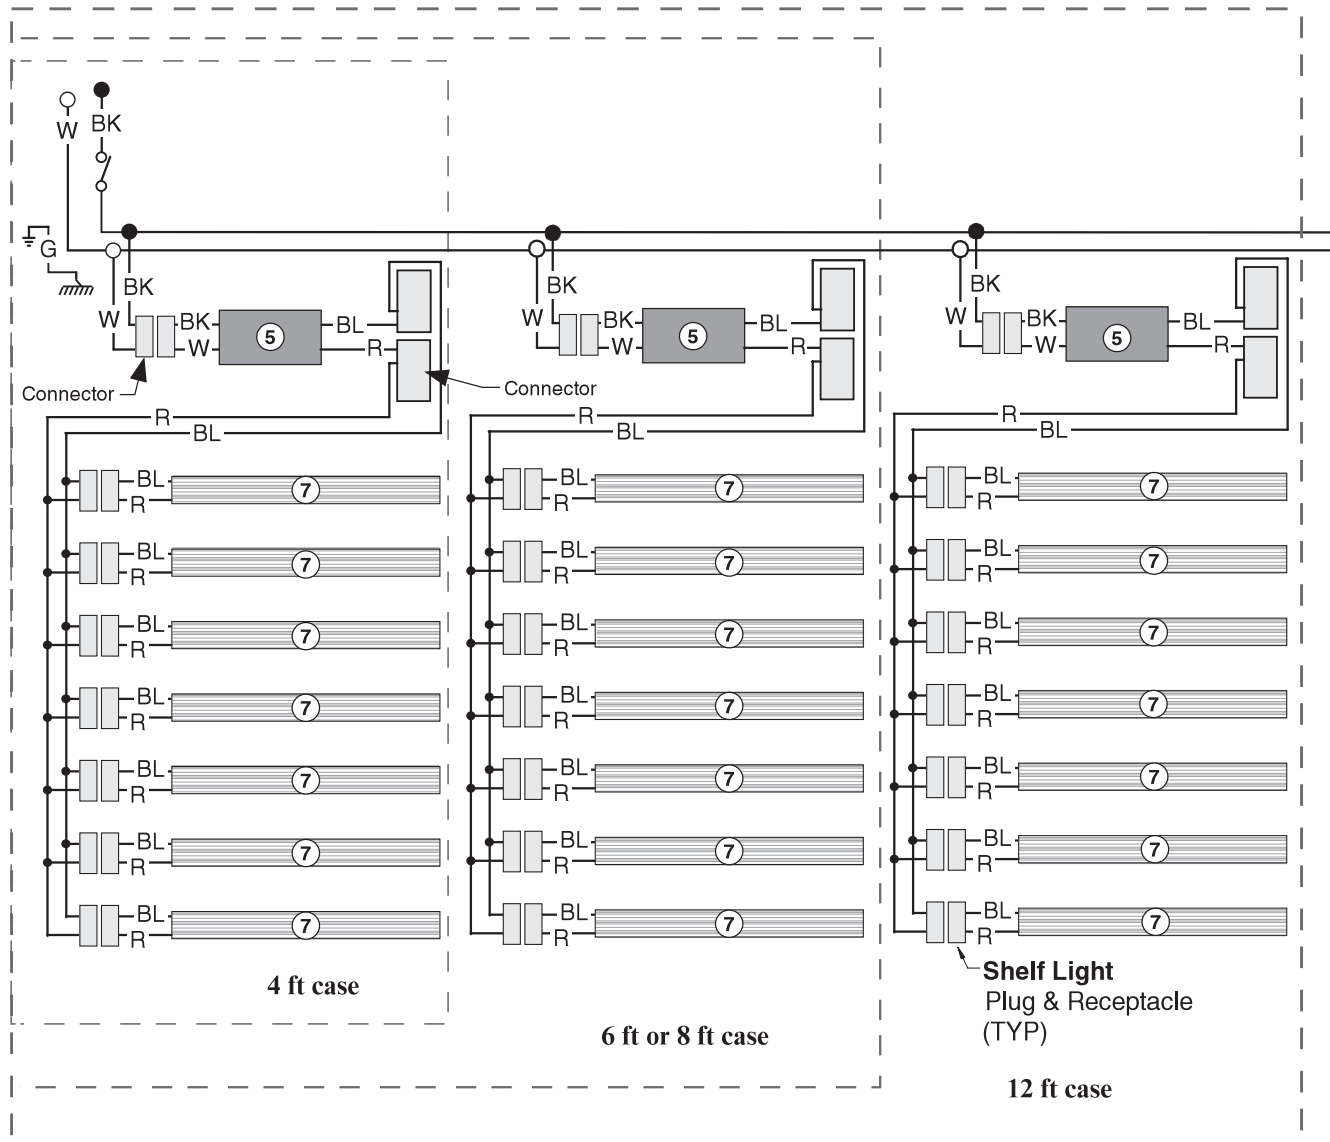 W BK
G
BK BK BK
W BK 5 BL W BK 5 BL W BK 5 BL
W R W R W R
Connector Connector
R R R
BL BL BL
BL 7 BL 7 BL 7
R R R
BL 7 BL 7 BL 7
R R R
BL 7 BL 7 BL 7
R R R
BL 7 BL 7 BL 7
R R R
BL 7 BL 7 BL 7
R R R
BL 7 BL 7 BL 7
R R R
BL 7 BL 7 BL 7
R R R
Shelf Light
Plug & Receptacle
(TYP)
4 ft case
6 ft or 8 ft case
12 ft case